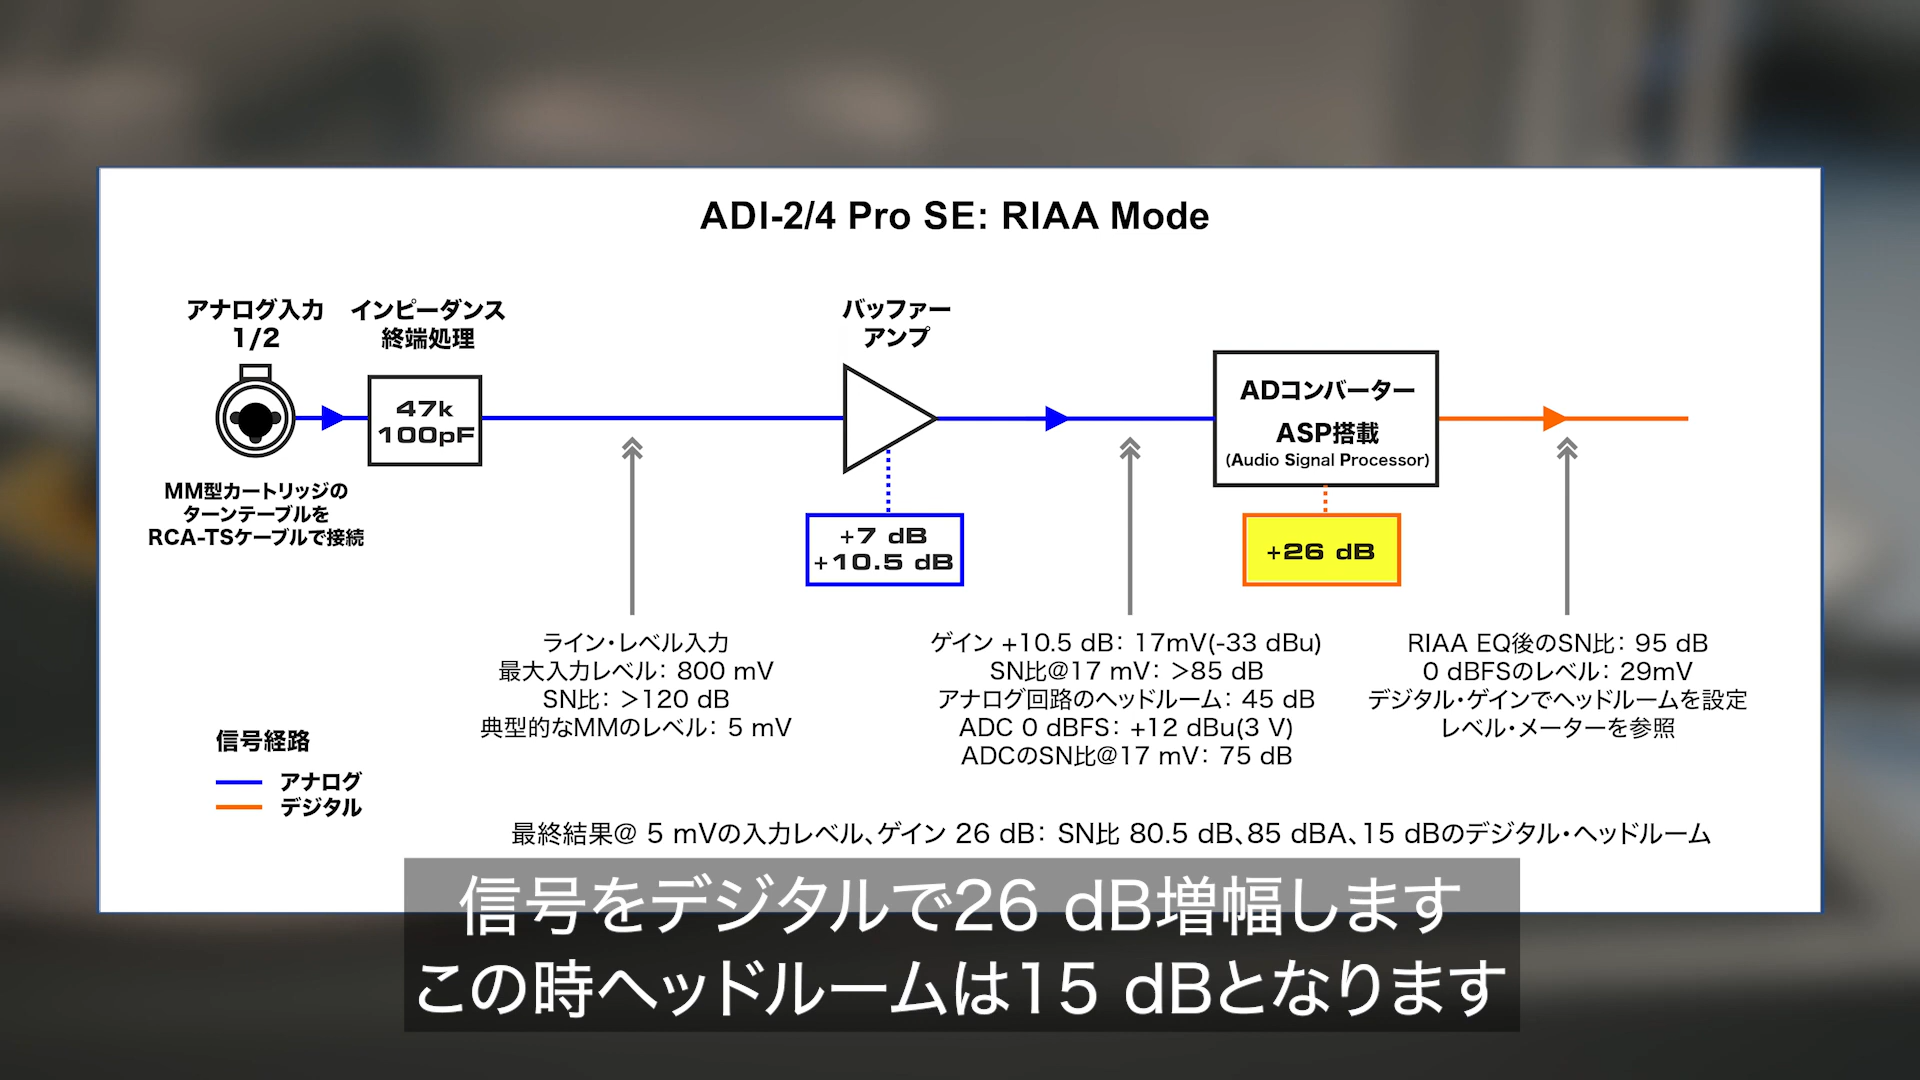 ADI-2/4 Pro SE: RIAA Mode
アナログ入力
1/2
インピーダンス
終端処理
バッファー
アンプ
47k
100pF
ADコンバーター
ASP搭載
(Audio Signal Processor)
MM型カートリッジの
ターンテーブルを
RCA-TSケーブルで接続
+7 dB
+10.5 dB
+26 dB
ライン・レベル入力
最大入力レベル: 800 mV
SN比: >120 dB
典型的なMMのレベル: 5 mV
ゲイン +10.5 dB: 17mV(-33 dBu)
SN比@17 mV: >85 dB
アナログ回路のヘッドルーム: 45 dB
ADC 0 dBFS: +12 dBu(3 V)
ADCのSN比@17 mV: 75 dB
RIAA EQ後のSN比: 95 dB
0 dBFSのレベル: 29mV
デジタル・ゲインでヘッドルームを設定
レベル・メーターを参照
信号経路
アナログ
デジタル
最終結果@ 5 mVの入力レベル、ゲイン 26 dB: SN比 80.5 dB、85 dBA、15 dBのデジタル・ヘッドルーム
信号をデジタルで26 dB増幅します
この時ヘッドルームは15 dBとなります